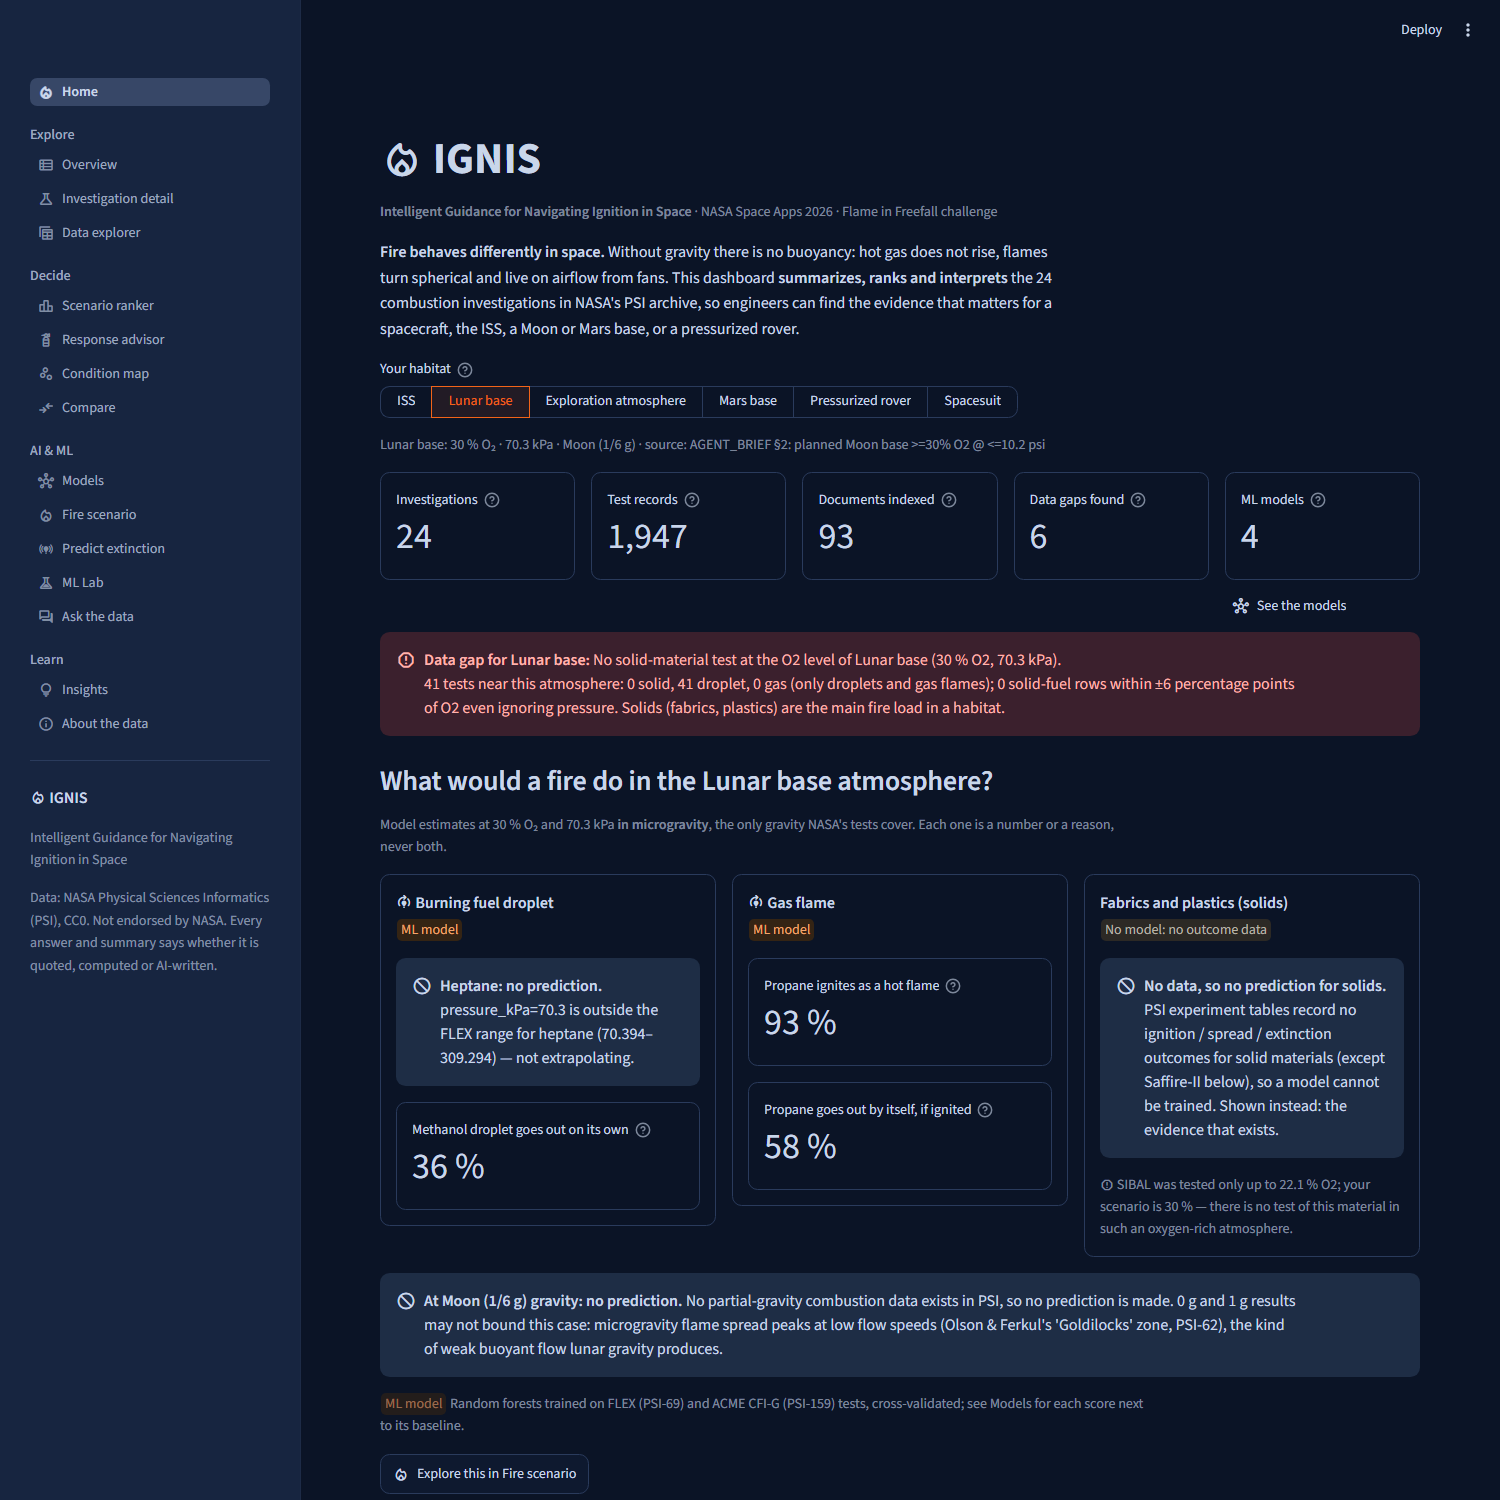 Deploy
Home
Explore
Overview
Investigation detail
Data explorer
Decide
Scenario ranker
Response advisor
Condition map
Compare
AI & ML
Models
Fire scenario
Predict extinction
ML Lab
Ask the data
Learn
Insights
About the data
IGNIS
Intelligent Guidance for Navigating
Ignition in Space
Data: NASA Physical Sciences Informatics
(PSI), CC0. Not endorsed by NASA. Every
answer and summary says whether it is
quoted, computed or AI-written.
IGNIS
Intelligent Guidance for Navigating Ignition in Space · NASA Space Apps 2026 · Flame in Freefall challenge
Fire behaves differently in space. Without gravity there is no buoyancy: hot gas does not rise, flames
turn spherical and live on airflow from fans. This dashboard summarizes, ranks and interprets the 24
combustion investigations in NASA's PSI archive, so engineers can find the evidence that matters for a
spacecraft, the ISS, a Moon or Mars base, or a pressurized rover.
Your habitat
ISS Lunar base Exploration atmosphere Mars base Pressurized rover Spacesuit
Lunar base: 30 % O₂ · 70.3 kPa · Moon (1/6 g) · source: AGENT_BRIEF §2: planned Moon base >=30% O2 @ <=10.2 psi
Investigations
24
Test records
1,947
Documents indexed
93
Data gaps found
6
ML models
4
See the models
Data gap for Lunar base: No solid-material test at the O2 level of Lunar base (30 % O2, 70.3 kPa).
41 tests near this atmosphere: 0 solid, 41 droplet, 0 gas (only droplets and gas flames); 0 solid-fuel rows within ±6 percentage points
of O2 even ignoring pressure. Solids (fabrics, plastics) are the main fire load in a habitat.
What would a fire do in the Lunar base atmosphere?
Model estimates at 30 % O₂ and 70.3 kPa in microgravity, the only gravity NASA's tests cover. Each one is a number or a reason,
never both.
Burning fuel droplet
ML model
Heptane: no prediction.
pressure_kPa=70.3 is outside the
FLEX range for heptane (70.394–
309.294) — not extrapolating.
Methanol droplet goes out on its own
36 %
Gas flame
ML model
Propane ignites as a hot flame
93 %
Propane goes out by itself, if ignited
58 %
Fabrics and plastics (solids)
No model: no outcome data
No data, so no prediction for solids.
PSI experiment tables record no
ignition / spread / extinction
outcomes for solid materials (except
Saffire-II below), so a model cannot
be trained. Shown instead: the
evidence that exists.
SIBAL was tested only up to 22.1 % O2; your
scenario is 30 % — there is no test of this material in
such an oxygen-rich atmosphere.
At Moon (1/6 g) gravity: no prediction. No partial-gravity combustion data exists in PSI, so no prediction is made. 0 g and 1 g results
may not bound this case: microgravity flame spread peaks at low flow speeds (Olson & Ferkul's 'Goldilocks' zone, PSI-62), the kind
of weak buoyant flow lunar gravity produces.
ML model Random forests trained on FLEX (PSI-69) and ACME CFI-G (PSI-159) tests, cross-validated; see Models for each score next
to its baseline.
Explore this in Fire scenario